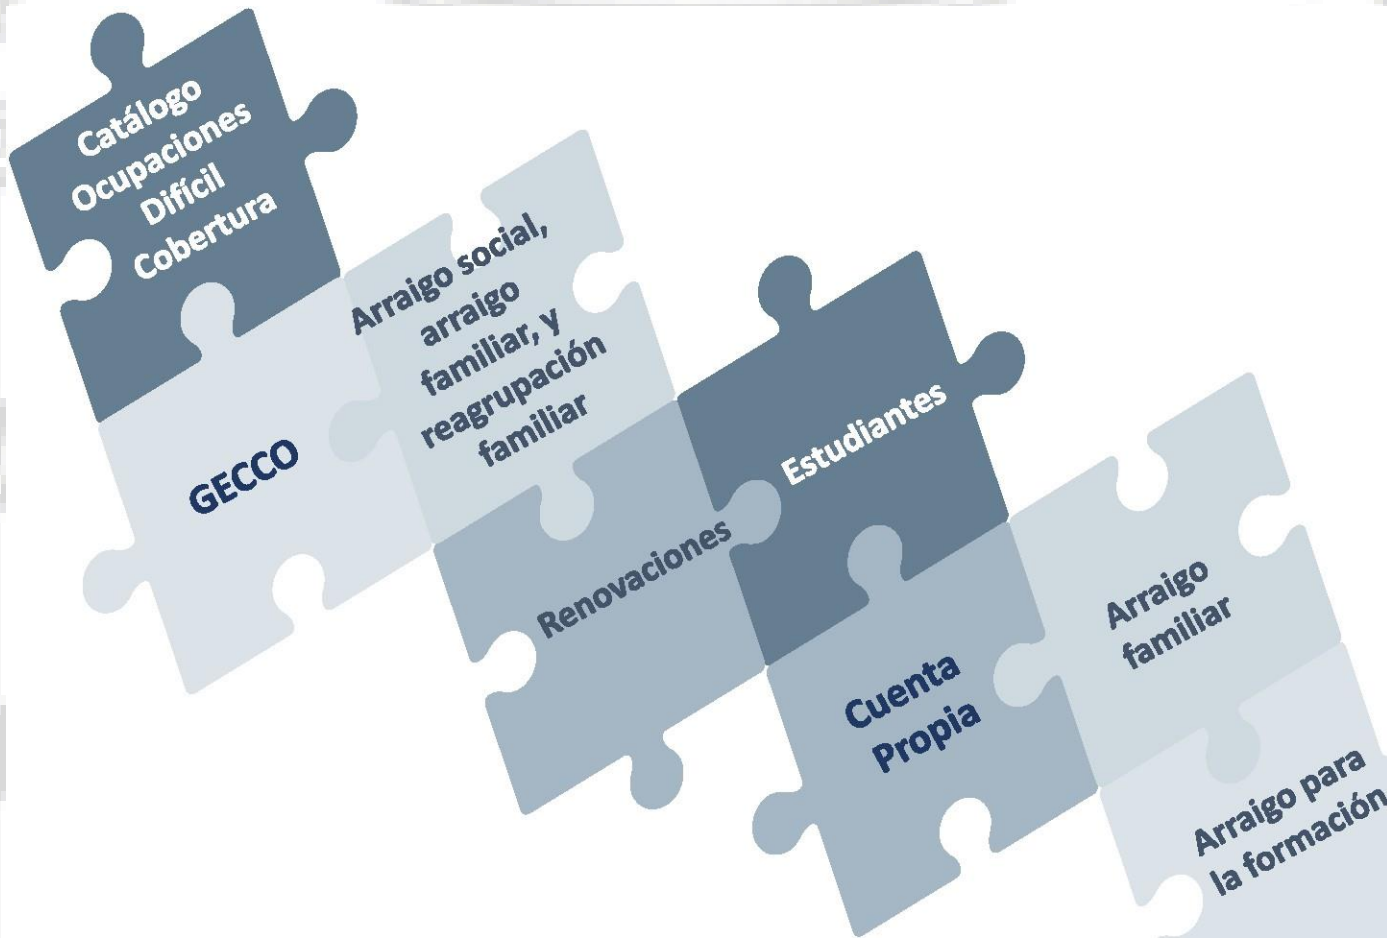 Catálogo
Ocupaciones
Difícil
Cobertura
GECCO
Arraigo social,
arraigo
familiar, y
reagrupación
familiar
Renovaciones
Estudiantes
Cuenta
Propia
Arraigo
familiar
Arraigo para
la formación